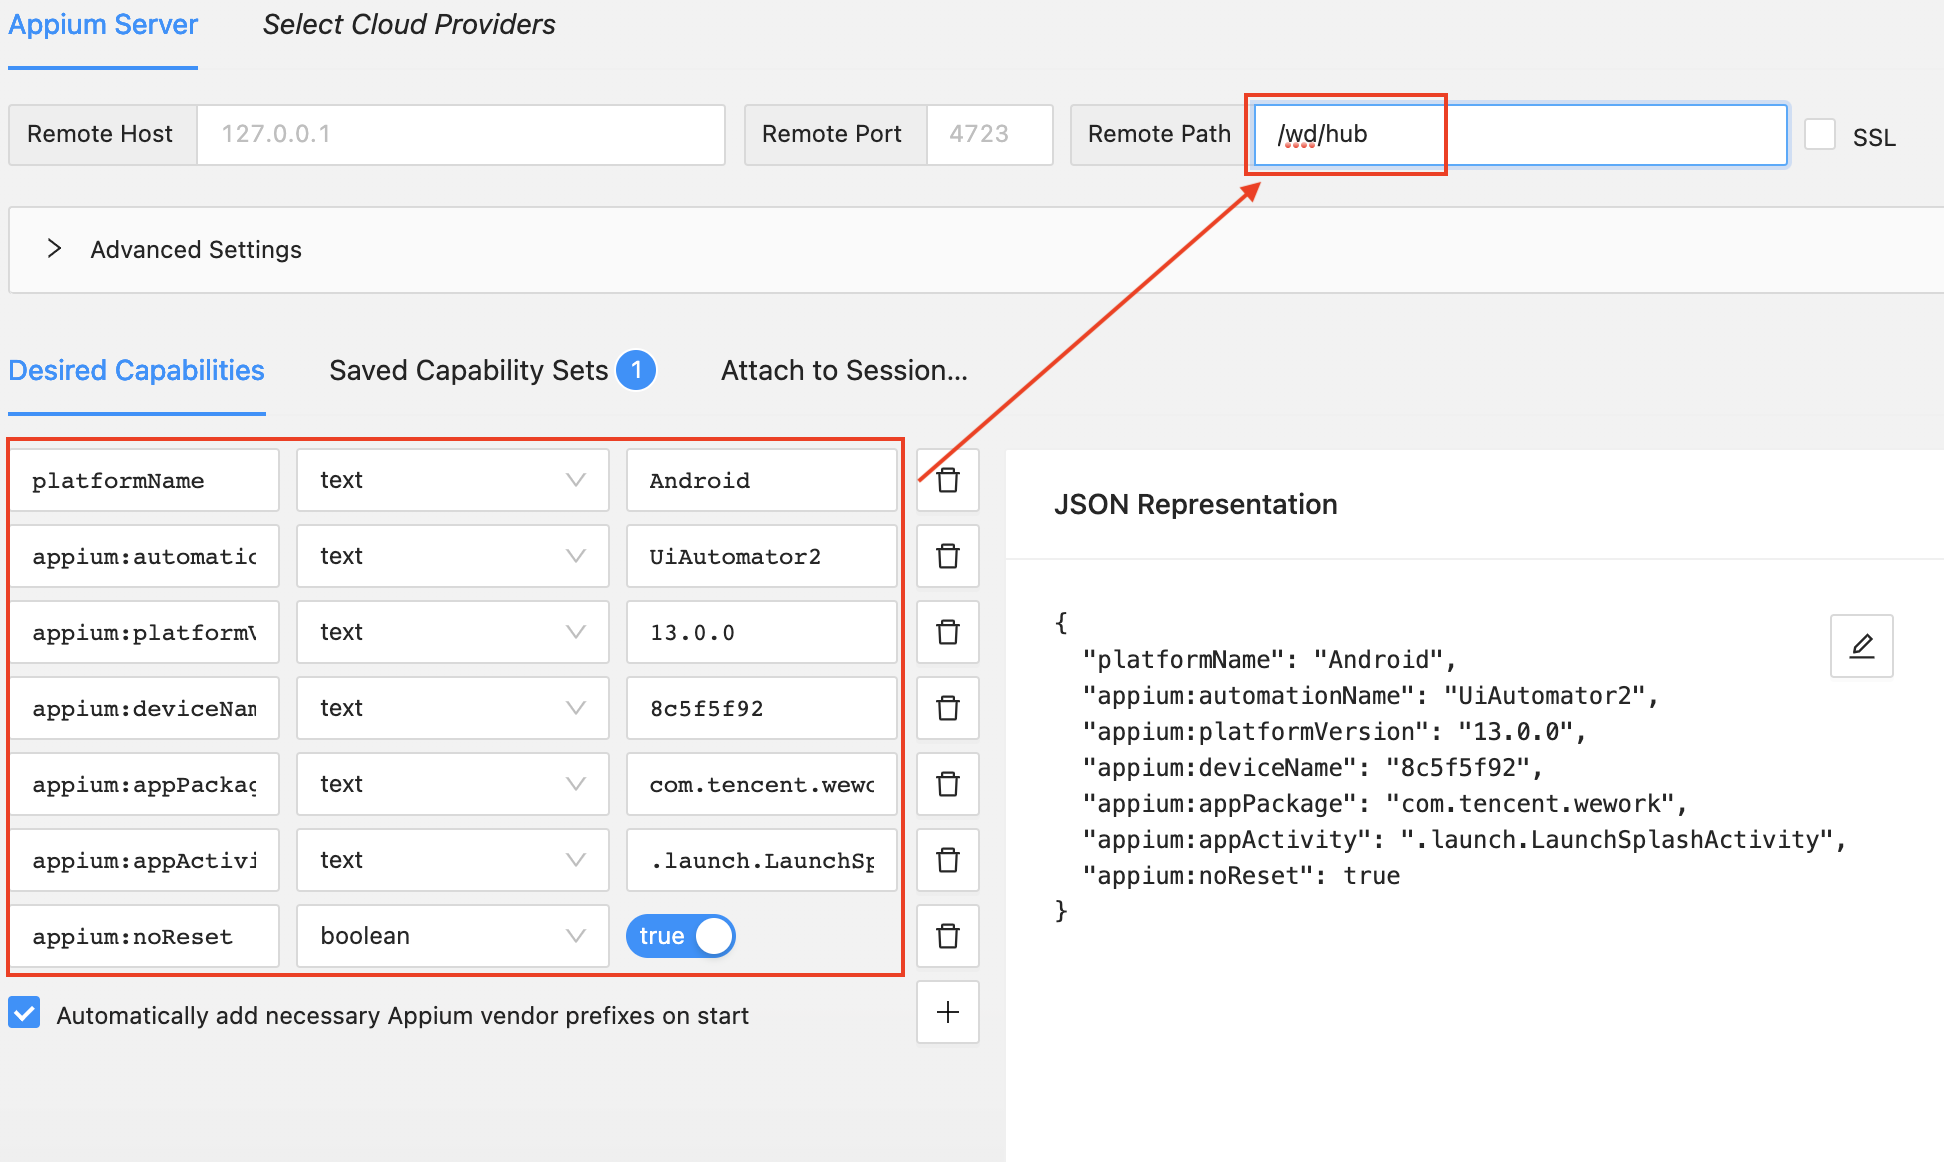 Appium Server
Select Cloud Providers
Remote Host 127.0.0.1 Remote Port 4723 Remote Path /wd/hub SSL
Advanced Settings
Desired Capabilities
Saved Capability Sets 1
Attach to Session...
platformName text Android
appium:automatic text UiAutomator2
appium:platformV text 13.0.0
appium:deviceNam text 8c5f5f92
appium:appPackag text com.tencent.wewo
appium:appActivi text .launch.LaunchSp
appium:noReset boolean true
Automatically add necessary Appium vendor prefixes on start
JSON Representation
{
"platformName": "Android",
"appium:automationName": "UiAutomator2",
"appium:platformVersion": "13.0.0",
"appium:deviceName": "8c5f5f92",
"appium:appPackage": "com.tencent.wework",
"appium:appActivity": ".launch.LaunchSplashActivity",
"appium:noReset": true
}